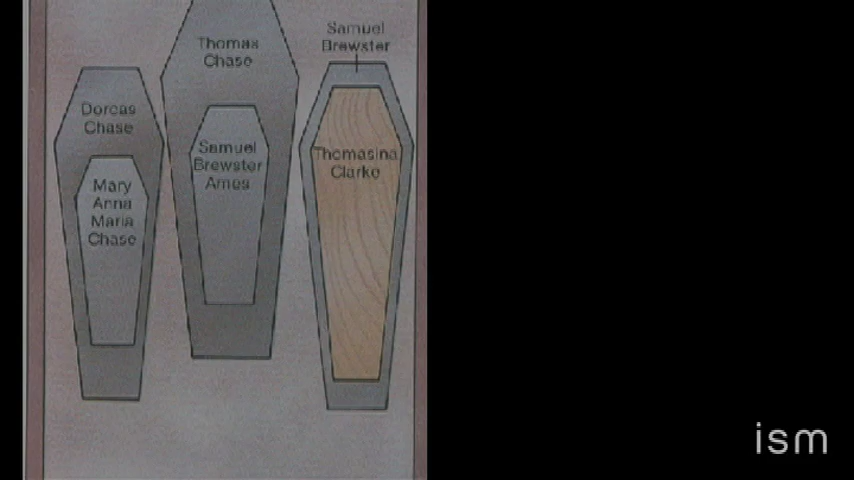 Thomas
Chase
Samuel
Brewster
Dorcas
Chase
Samuel
Brewster
Ames
Thomasina
Clarke
Mary
Anna
Maria
Chase
ism